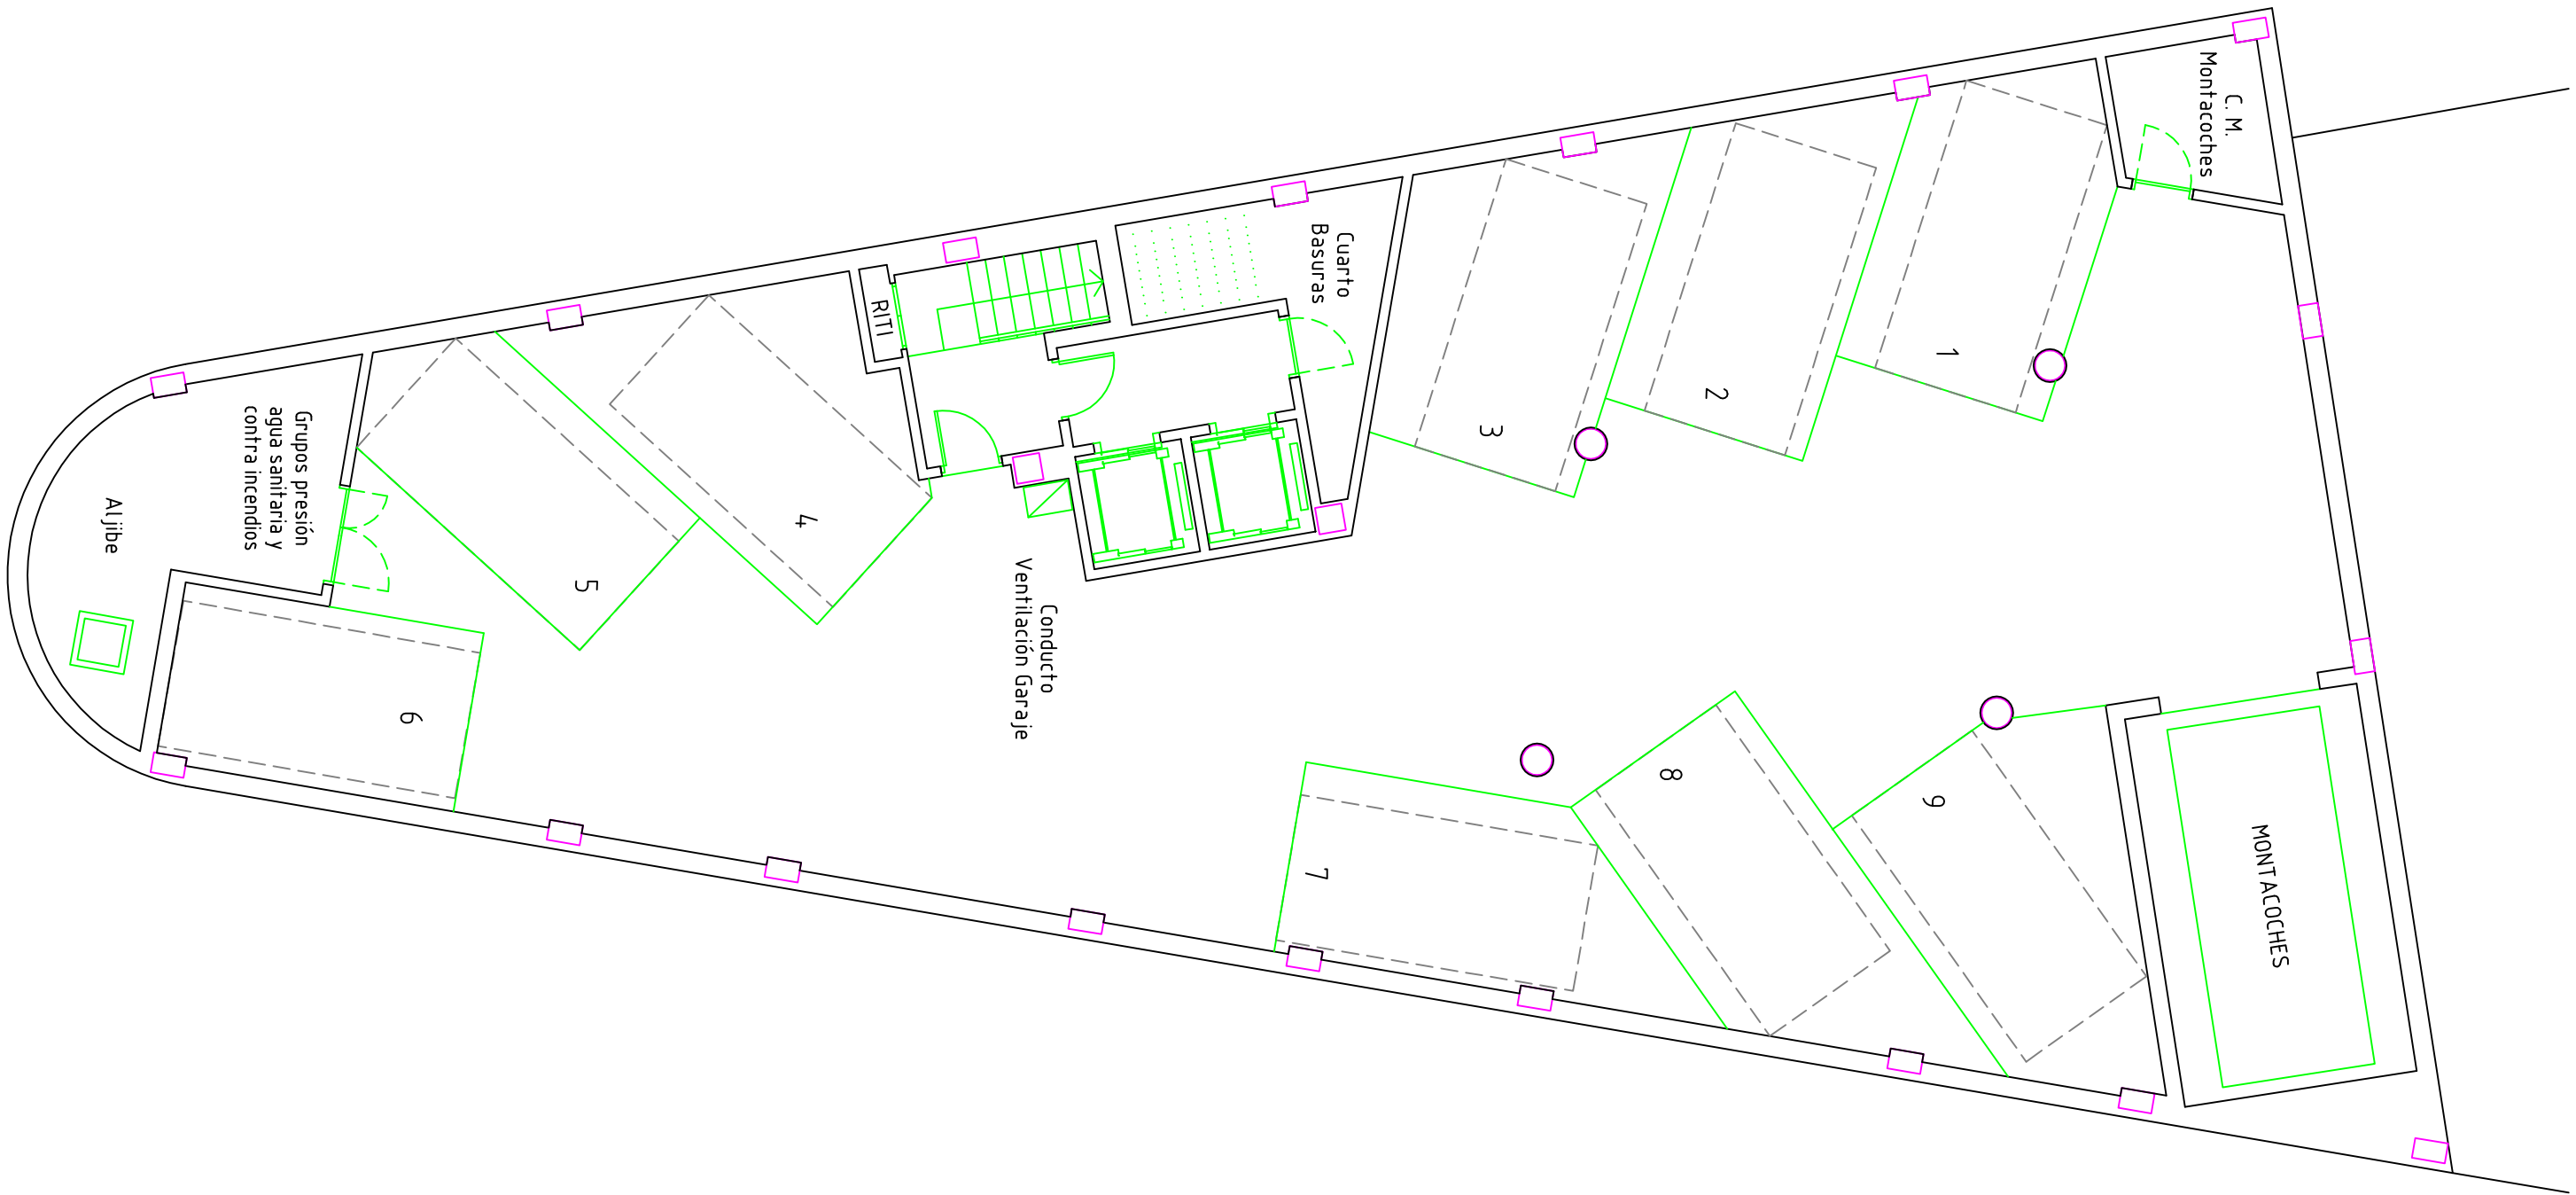 C. M.
Montacoches
1
2
3
Cuarto
Basuras
RITI
4
5
Grupos presión
agua sanitaria y
contra incendios
Aljibe
6
Conducto
Ventilación Garaje
7
8
9
MONTACOCHES